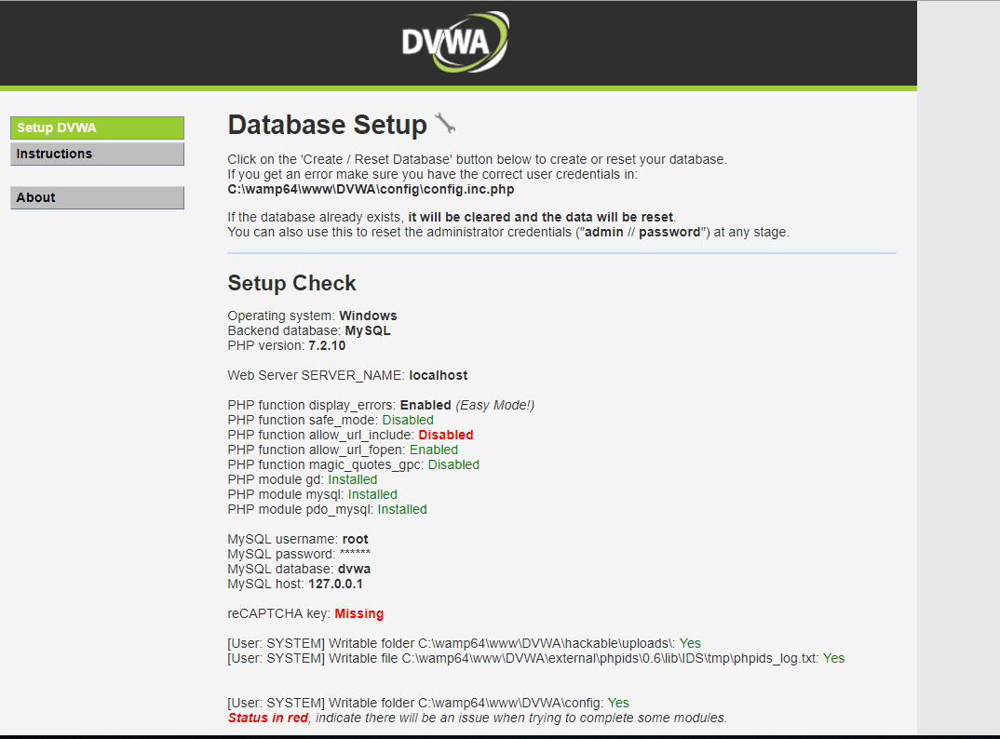 DVWA
Setup DVWA
Instructions
About
Database Setup
Click on the 'Create / Reset Database' button below to create or reset your database.
If you get an error make sure you have the correct user credentials in:
C:\wamp64\www\DVWA\config\config.inc.php
If the database already exists, it will be cleared and the data will be reset.
You can also use this to reset the administrator credentials ("admin // password") at any stage.
Setup Check
Operating system: Windows
Backend database: MySQL
PHP version: 7.2.10
Web Server SERVER_NAME: localhost
PHP function display_errors: Enabled (Easy Mode!)
PHP function safe_mode: Disabled
PHP function allow_url_include: Disabled
PHP function allow_url_fopen: Enabled
PHP function magic_quotes_gpc: Disabled
PHP module gd: Installed
PHP module mysql: Installed
PHP module pdo_mysql: Installed
MySQL username: root
MySQL password: ******
MySQL database: dvwa
MySQL host: 127.0.0.1
reCAPTCHA key: Missing
[User: SYSTEM] Writable folder C:\wamp64\www\DVWA\hackable\uploads\: Yes
[User: SYSTEM] Writable file C:\wamp64\www\DVWA\external\phpids\0.6\lib\IDS\tmp\phpids_log.txt: Yes
[User: SYSTEM] Writable folder C:\wamp64\www\DVWA\config: Yes
Status in red, indicate there will be an issue when trying to complete some modules.